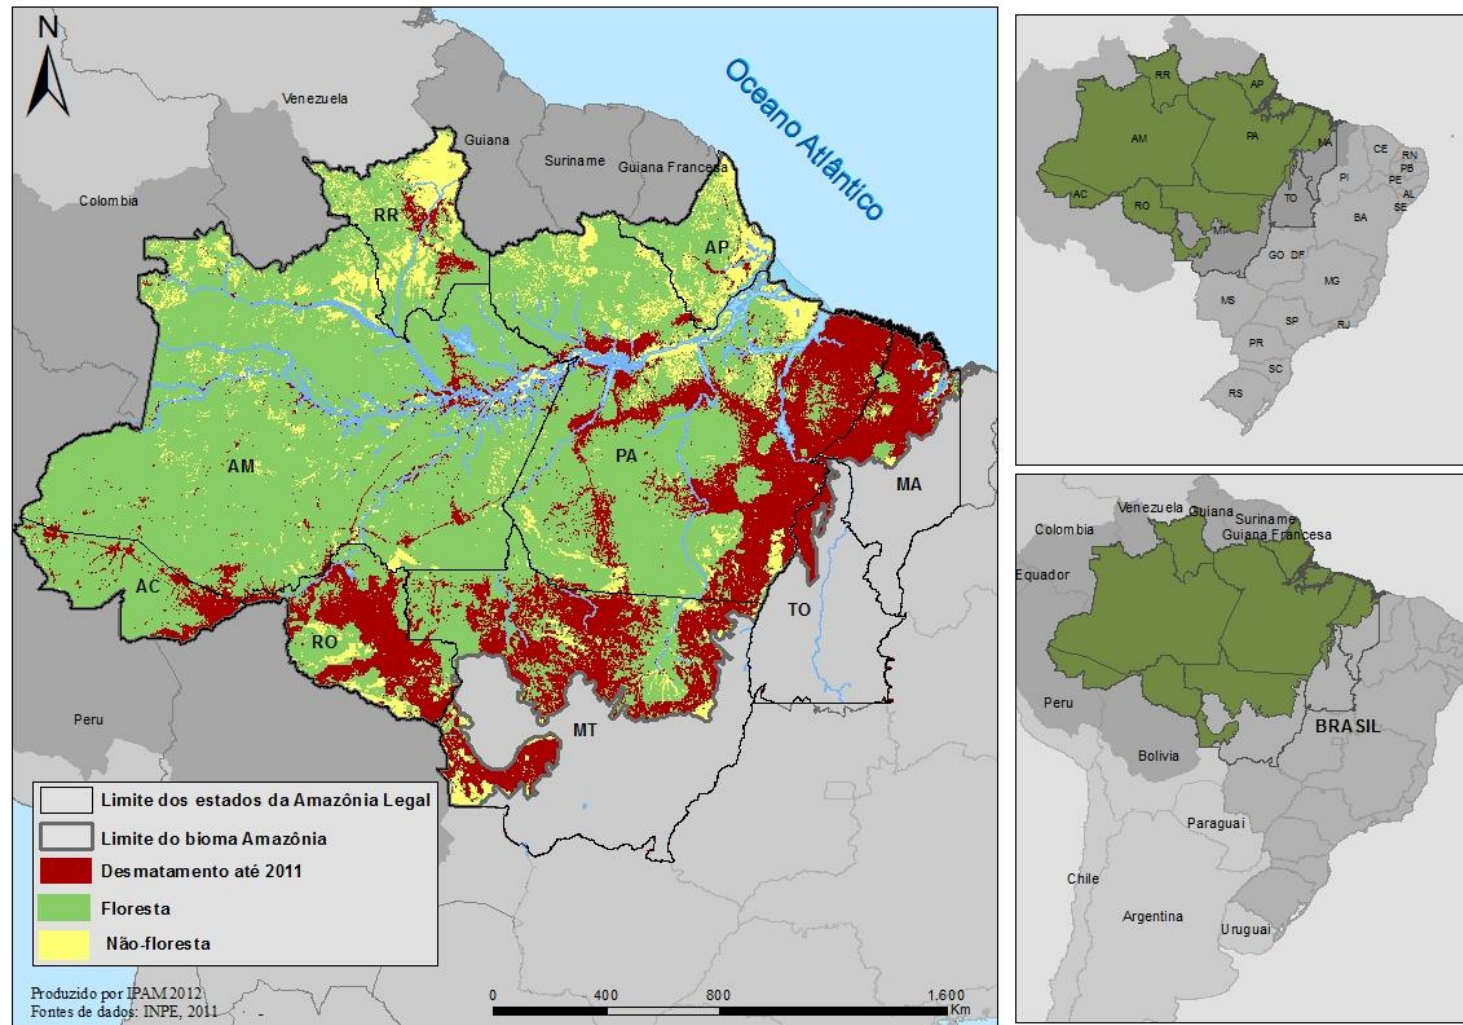 N
Venezuela
Guiana
Suriname
Guiana Francesa
Oceano Atlântico
Colombia
RR
AP
AM
PA
MA
AC
RO
TO
MT
Peru
Limite dos estados da Amazônia Legal
Limite do bioma Amazônia
Desmatamento até 2011
Floresta
Não-floresta
Produzido por IPAM 2012
Fontes de dados: INPE, 2011
-
0 400 800 1.600
Km
RR
AP
AM
PA
MA
CE
RN
PB
PI
PE
AC
RO
TO
AL
SE
BA
MT
GO DF
MG
MS
SP
RJ
PR
SC
RS
Venezuela
Guiana
Suriname
Colombia
Guiana Francesa
Equador
Peru
BRASIL
Bolivia
Paraguai
Chile
Argentina
Uruguai